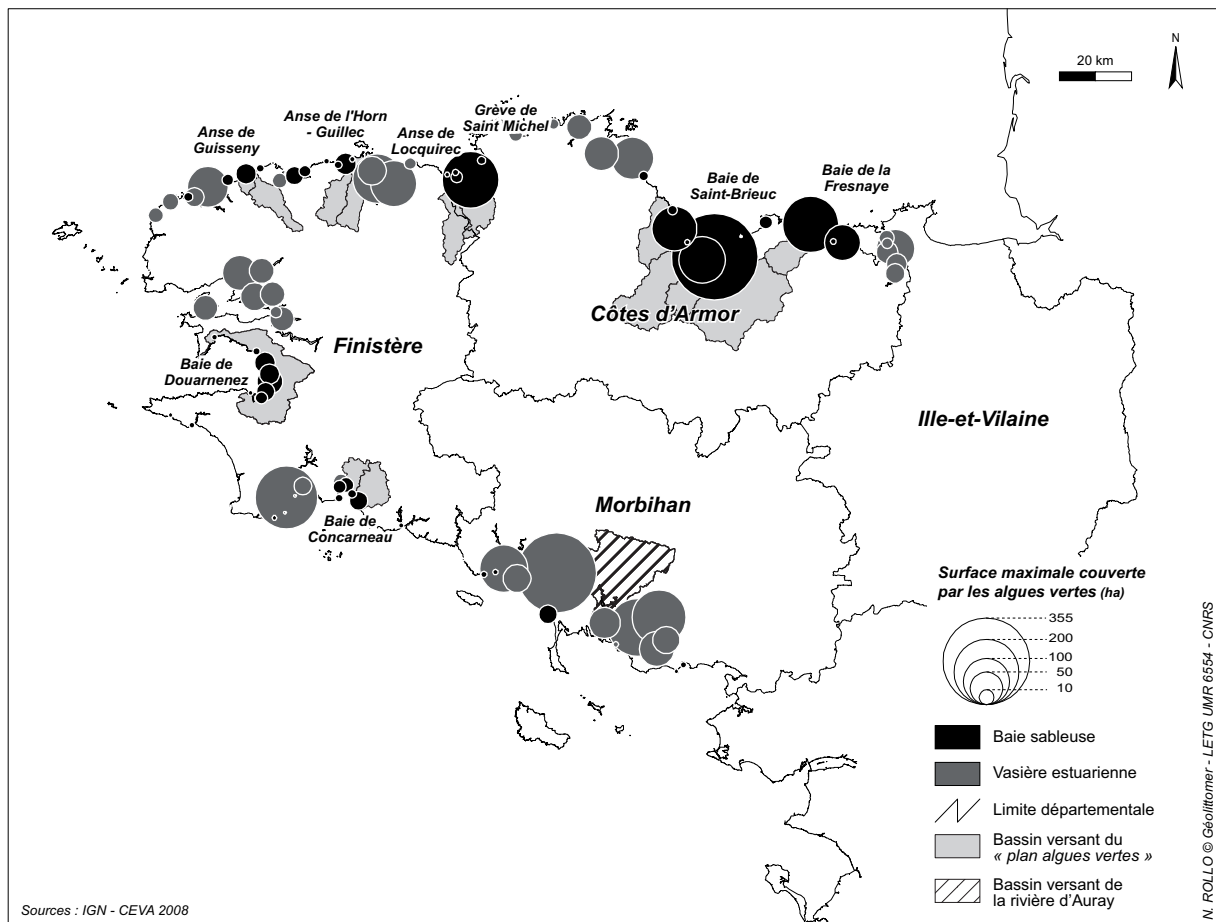 N
20 km
Grève de
Saint Michel
Anse de l'Horn
- Guillec
Anse de
Guisseny
Anse de
Locquirec
Baie de la
Fresnaye
Baie de
Saint-Brieuc
Côtes d'Armor
Finistère
Baie de
Douarnenez
Ille-et-Vilaine
Morbihan
Baie de
Concarneau
Surface maximale couverte
par les algues vertes (ha)
355
200
100
50
10
Baie sableuse
Vasière estuarienne
Limite départementale
Bassin versant du
« plan algues vertes »
Bassin versant de
la rivière d'Auray
Sources : IGN - CEVA 2008
N. ROLLO © Géolittomer - LETG UMR 6554 - CNRS